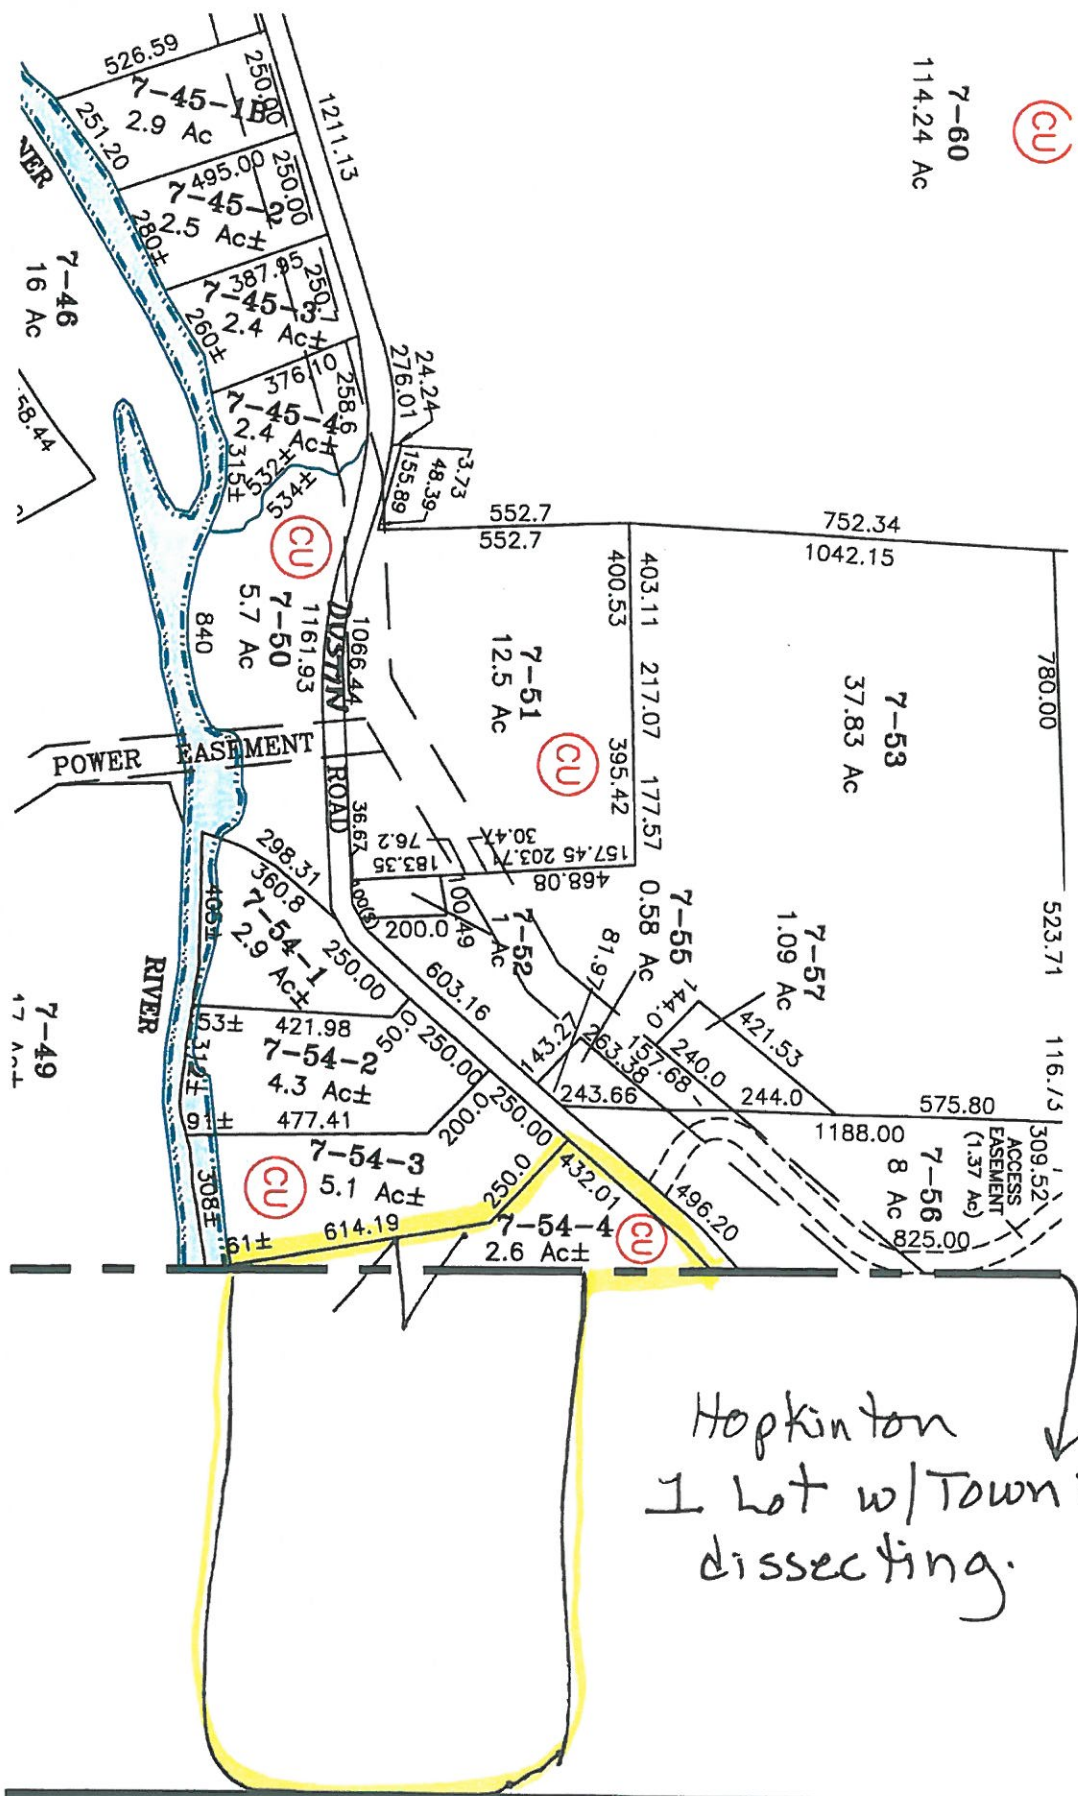 CU
7-60
114.24 Ac
526.59
250.00
7-45-1B
2.9 Ac
251.20
1211.13
495.00
250.00
7-45-2
2.5 Ac±
280±
7-46
16 Ac
387.95
250.7
7-45-3
2.4 Ac±
260±
376.10
258.6
7-45-4
2.4 Ac±
315±
532±
534±
58.44
24.24
276.01
3.73
48.39
155.89
CU
7-50
5.7 Ac
840
1161.93
1066.44
DUSTIN ROAD
552.7
552.7
752.34
1042.15
403.11
400.53
217.07
395.42
177.57
7-51
12.5 Ac
CU
7-53
37.83 Ac
780.00
523.71
116.73
309.52
POWER EASEMENT
36.67
76.2
183.35
30.47
203.71
157.45
468.08
100(S)
200.0
100.49
7-52
1 Ac
7-55
0.58 Ac
81.97
7-57
1.09 Ac
144.0
421.53
240.0
157.68
263.38
143.27
243.66
244.0
575.80
1188.00
7-56
8 Ac
825.00
ACCESS
EASEMENT
(1.37 Ac)
298.31
360.8
405±
7-54-1
2.9 Ac±
250.00
603.16
RIVER
7-49
53±
421.98
50.0
250.00
7-54-2
4.3 Ac±
312±
91±
477.41
200.0
250.00
7-54-3
5.1 Ac±
CU
308±
61±
614.19
250.0
432.01
496.20
7-54-4
2.6 Ac±
CU
Hopkinton
1 Lot w/Town
dissecting.